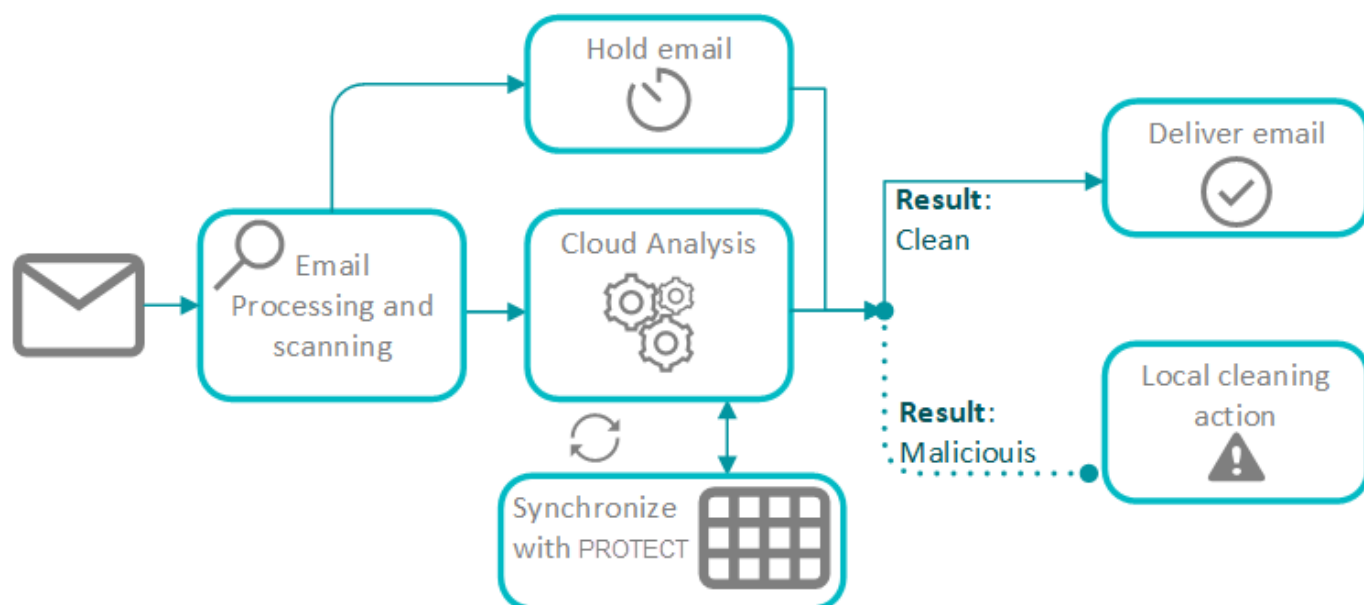 Hold email
Deliver email
Result:
Clean
Cloud Analysis
Email
Processing and
scanning
Local cleaning
action
Result:
Maliciouis
Synchronize
with PROTECT